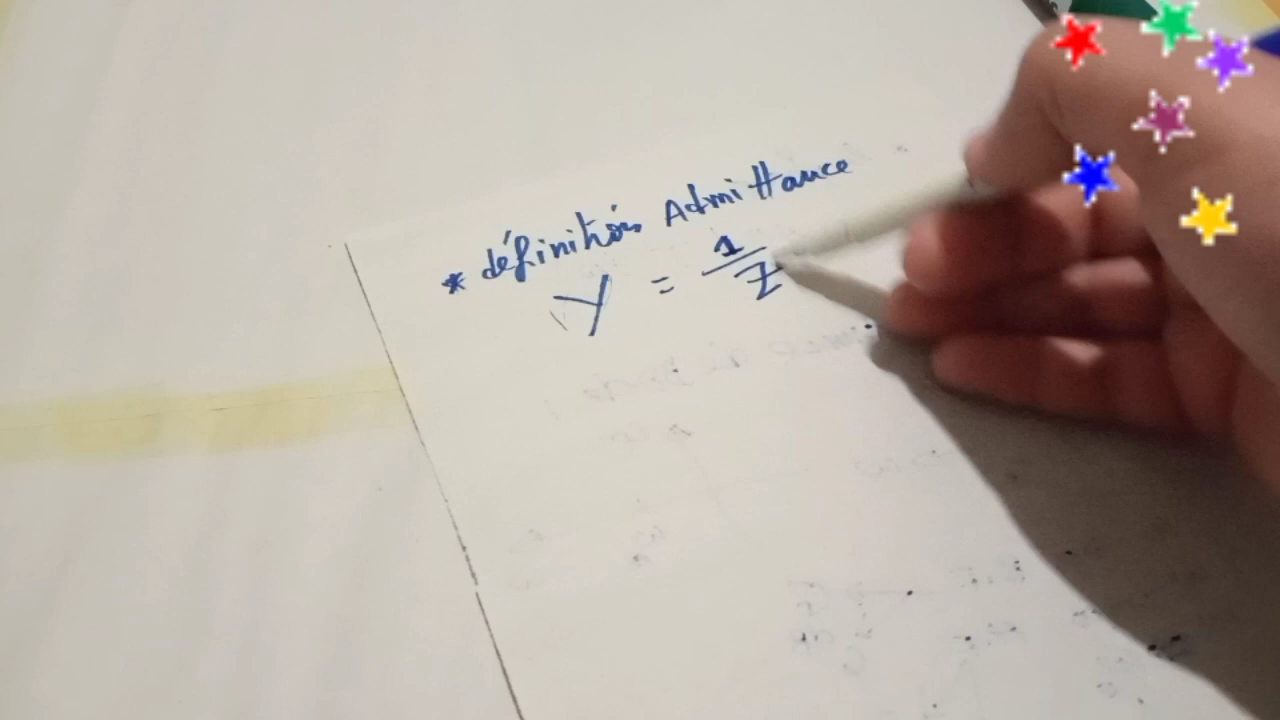 * définition Admittance
Y = 1/Z